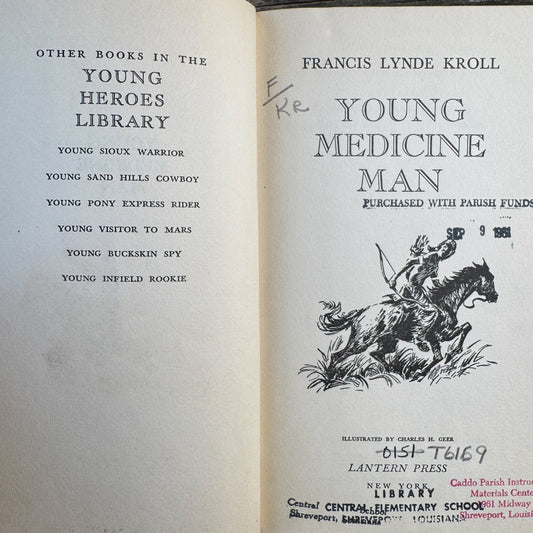 OTHER BOOKS IN THE
YOUNG
HEROES
LIBRARY
YOUNG SIOUX WARRIOR
YOUNG SAND HILLS COWBOY
YOUNG PONY EXPRESS RIDER
YOUNG VISITOR TO MARS
YOUNG BUCKSKIN SPY
YOUNG INFIELD ROOKIE
F/KR
FRANCIS LYNDE KROLL
YOUNG
MEDICINE
MAN
PURCHASED WITH PARISH FUNDS
SEP 9 1961
ILLUSTRATED BY CHARLES H. GEER
0151 T6169
LANTERN PRESS
NEW YORK
LIBRARY
Central CENTRAL ELEMENTARY SCHOOL
School
Shreveport, SHREVEPORT, LOUISIANA
Caddo Parish Instruc
Materials Cente
1961 Midway
Shreveport, Louisi